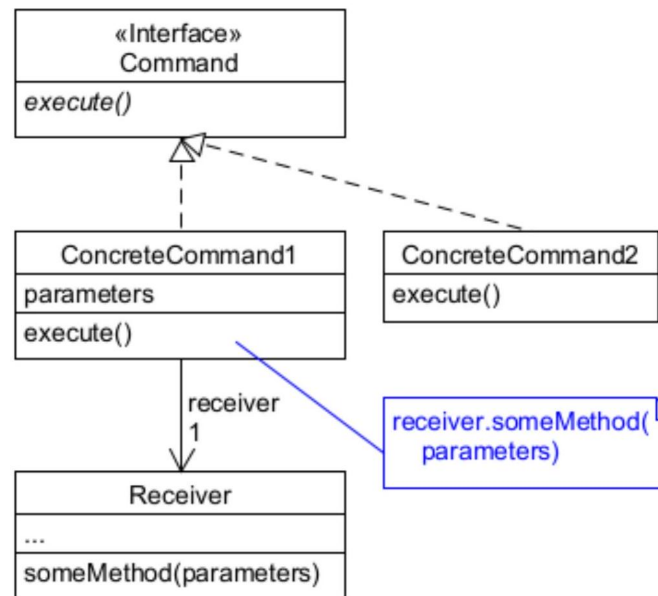 «Interface»
Command
execute()
ConcreteCommand1
parameters
execute()
ConcreteCommand2
execute()
receiver
1
receiver.someMethod(
parameters)
Receiver
...
someMethod(parameters)